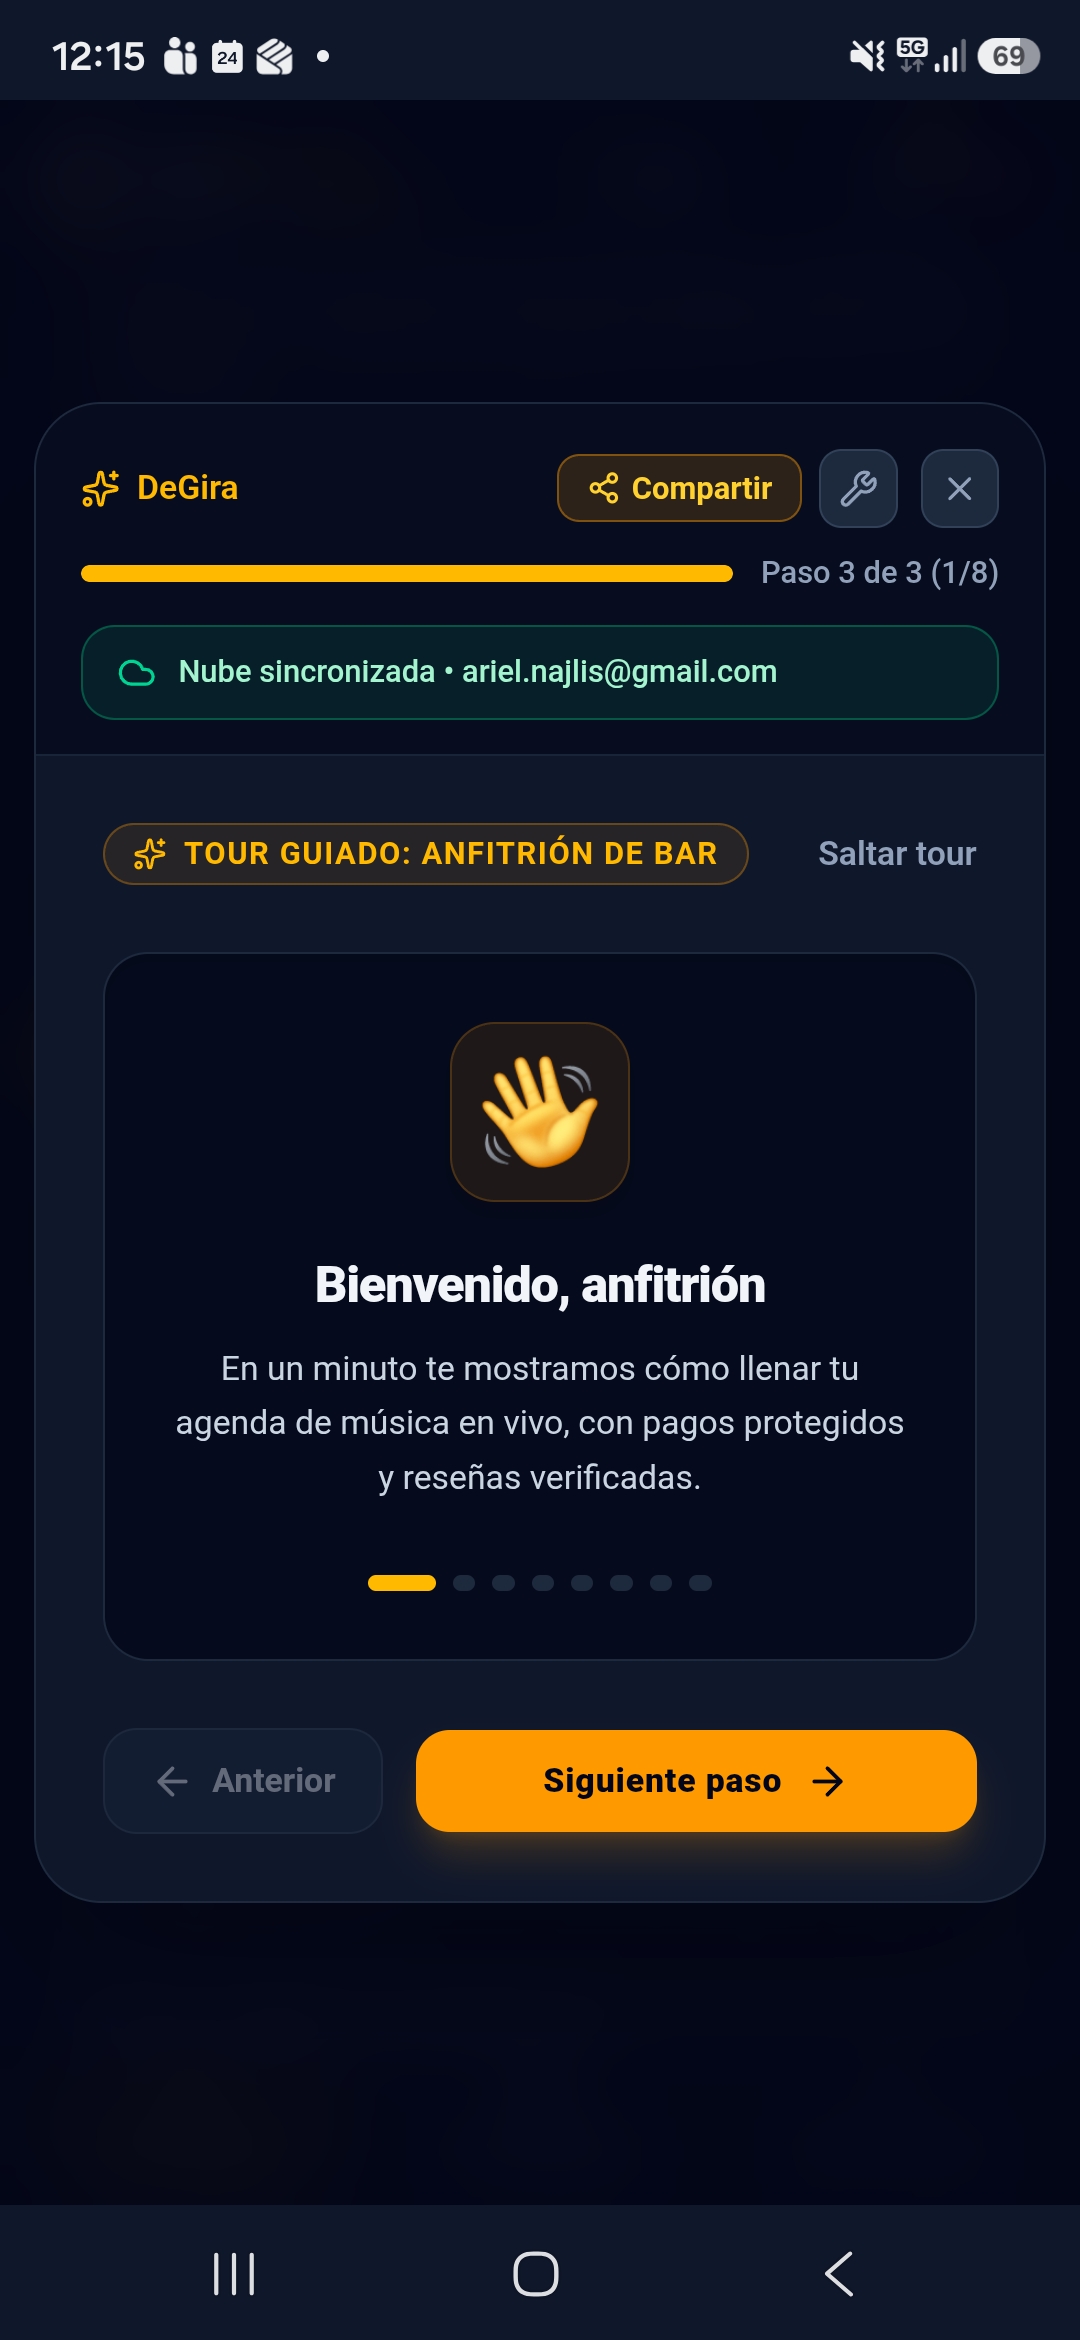 12:15
24
5G
69
DeGira
Compartir
Paso 3 de 3 (1/8)
Nube sincronizada • ariel.najlis@gmail.com
TOUR GUIADO: ANFITRIÓN DE BAR
Saltar tour
Bienvenido, anfitrión
En un minuto te mostramos cómo llenar tu
agenda de música en vivo, con pagos protegidos
y reseñas verificadas.
Anterior
Siguiente paso